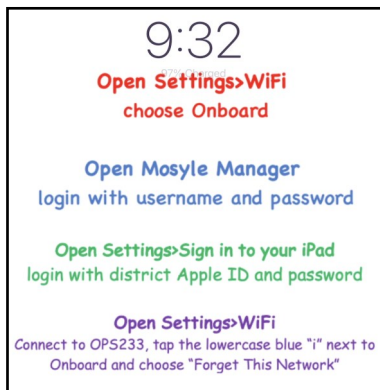 9:32
97% Charged
Open Settings>WiFi
choose Onboard
Open Mosyle Manager
login with username and password
Open Settings>Sign in to your iPad
login with district Apple ID and password
Open Settings>WiFi
Connect to OPS233, tap the lowercase blue "i" next to
Onboard and choose "Forget This Network"